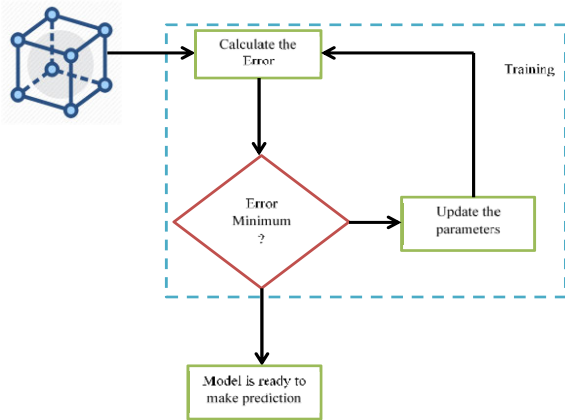 Calculate the
Error
Training
Error
Minimum
?
Update the
parameters
Model is ready to
make prediction